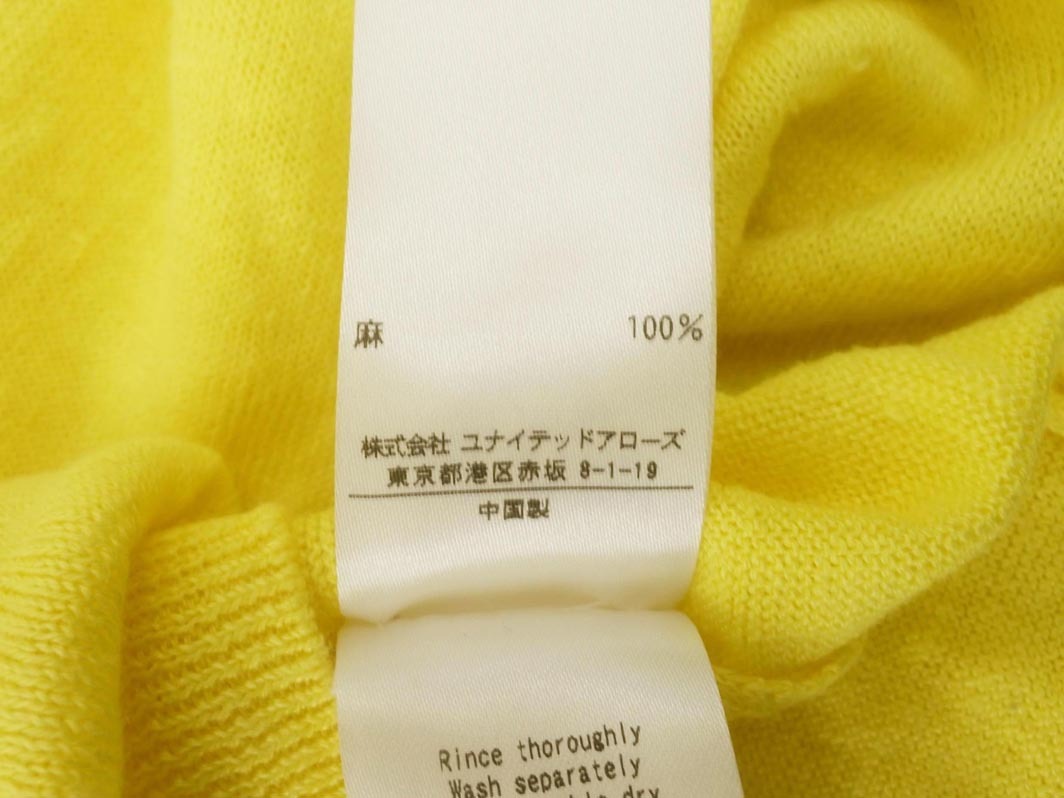 麻 100%
株式会社 ユナイテッドアローズ
東京都港区赤坂 8-1-19
中国製
Rince thoroughly
Wash separately
dry